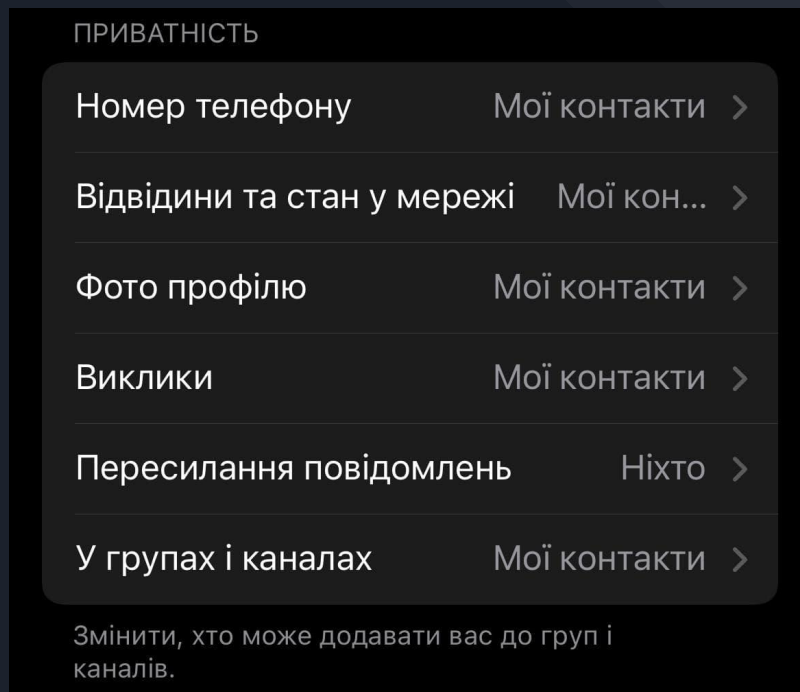 ПРИВАТНІСТЬ
Номер телефону Мої контакти
Відвідини та стан у мережі Мої кон...
Фото профілю Мої контакти
Виклики Мої контакти
Пересилання повідомлень Ніхто
У групах і каналах Мої контакти
Змінити, хто може додавати вас до груп і
каналів.